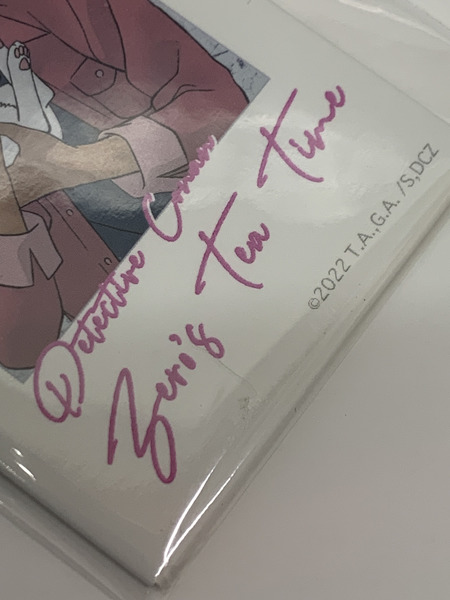 Detective Conan
Zero's
Tea Time
©2022 T.A.,G.A. /S,DCZ